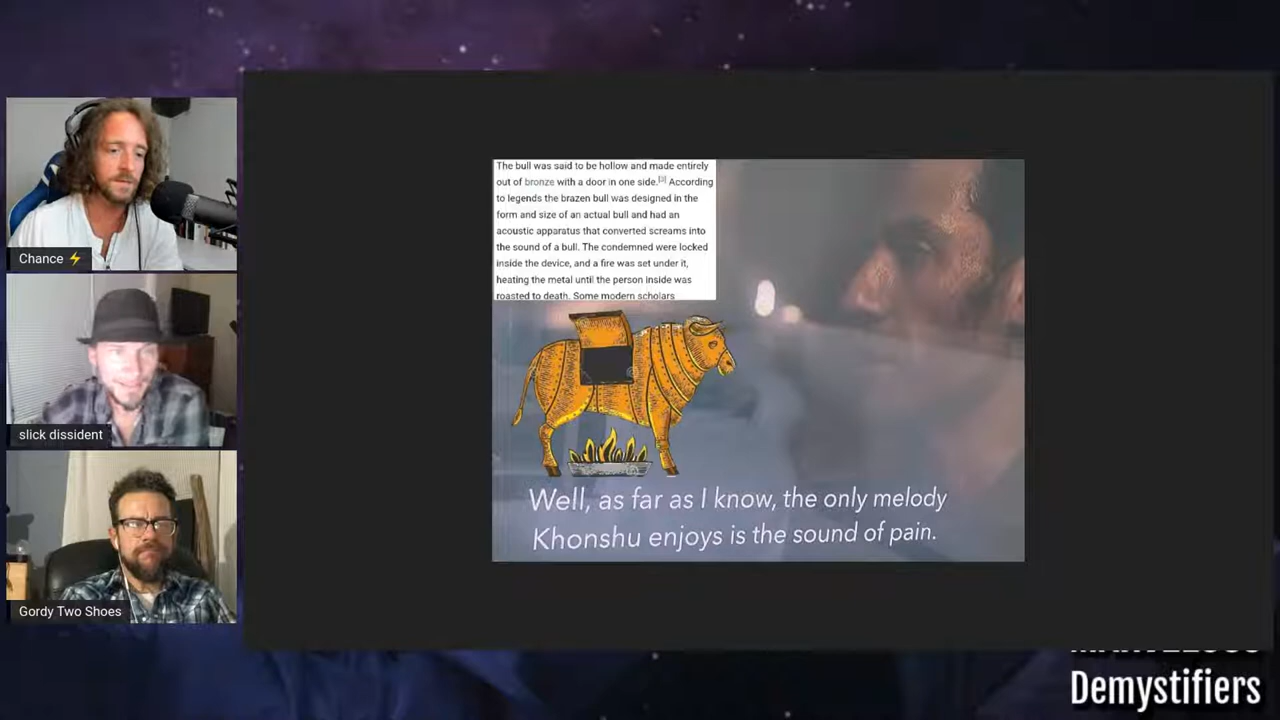 Chance ⚡
slick dissident
Gordy Two Shoes
The bull was said to be hollow and made entirely
out of bronze with a door in one side.[3] According
to legends the brazen bull was designed in the
form and size of an actual bull and had an
acoustic apparatus that converted screams into
the sound of a bull. The condemned were locked
inside the device, and a fire was set under it,
heating the metal until the person inside was
roasted to death. Some modern scholars
Well, as far as I know, the only melody
Khonshu enjoys is the sound of pain.
Demystifiers